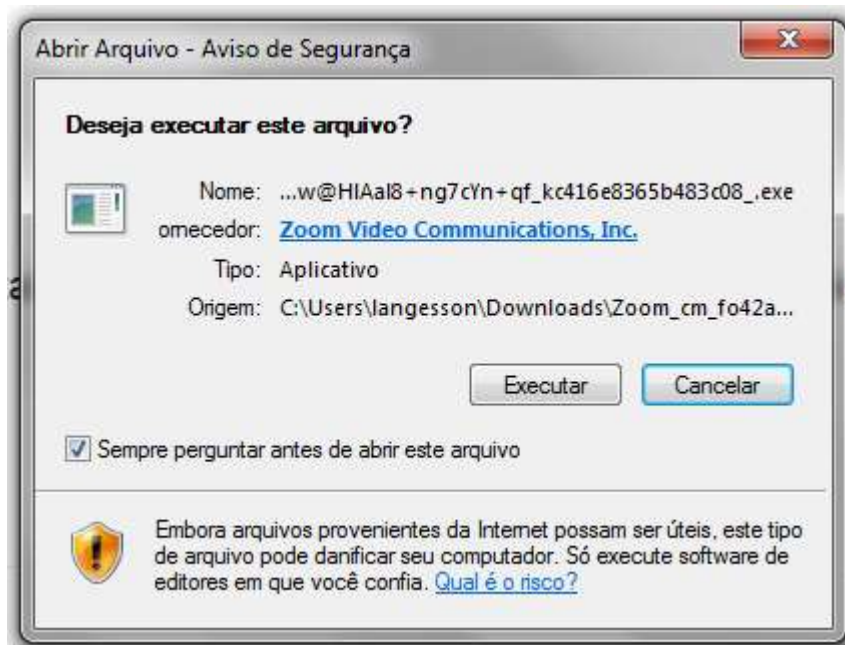 Abrir Arquivo - Aviso de Segurança
Deseja executar este arquivo?
Nome: ...w@HIAal8+ng7cYn+qf_kc416e8365b483c08_.exe
omecedor: Zoom Video Communications, Inc.
Tipo: Aplicativo
Origem: C:\Users\langesson\Downloads\Zoom_cm_fo42a...
Executar Cancelar
Sempre perguntar antes de abrir este arquivo
Embora arquivos provenientes da Internet possam ser úteis, este tipo
de arquivo pode danificar seu computador. Só execute software de
editores em que você confia. Qual é o risco?